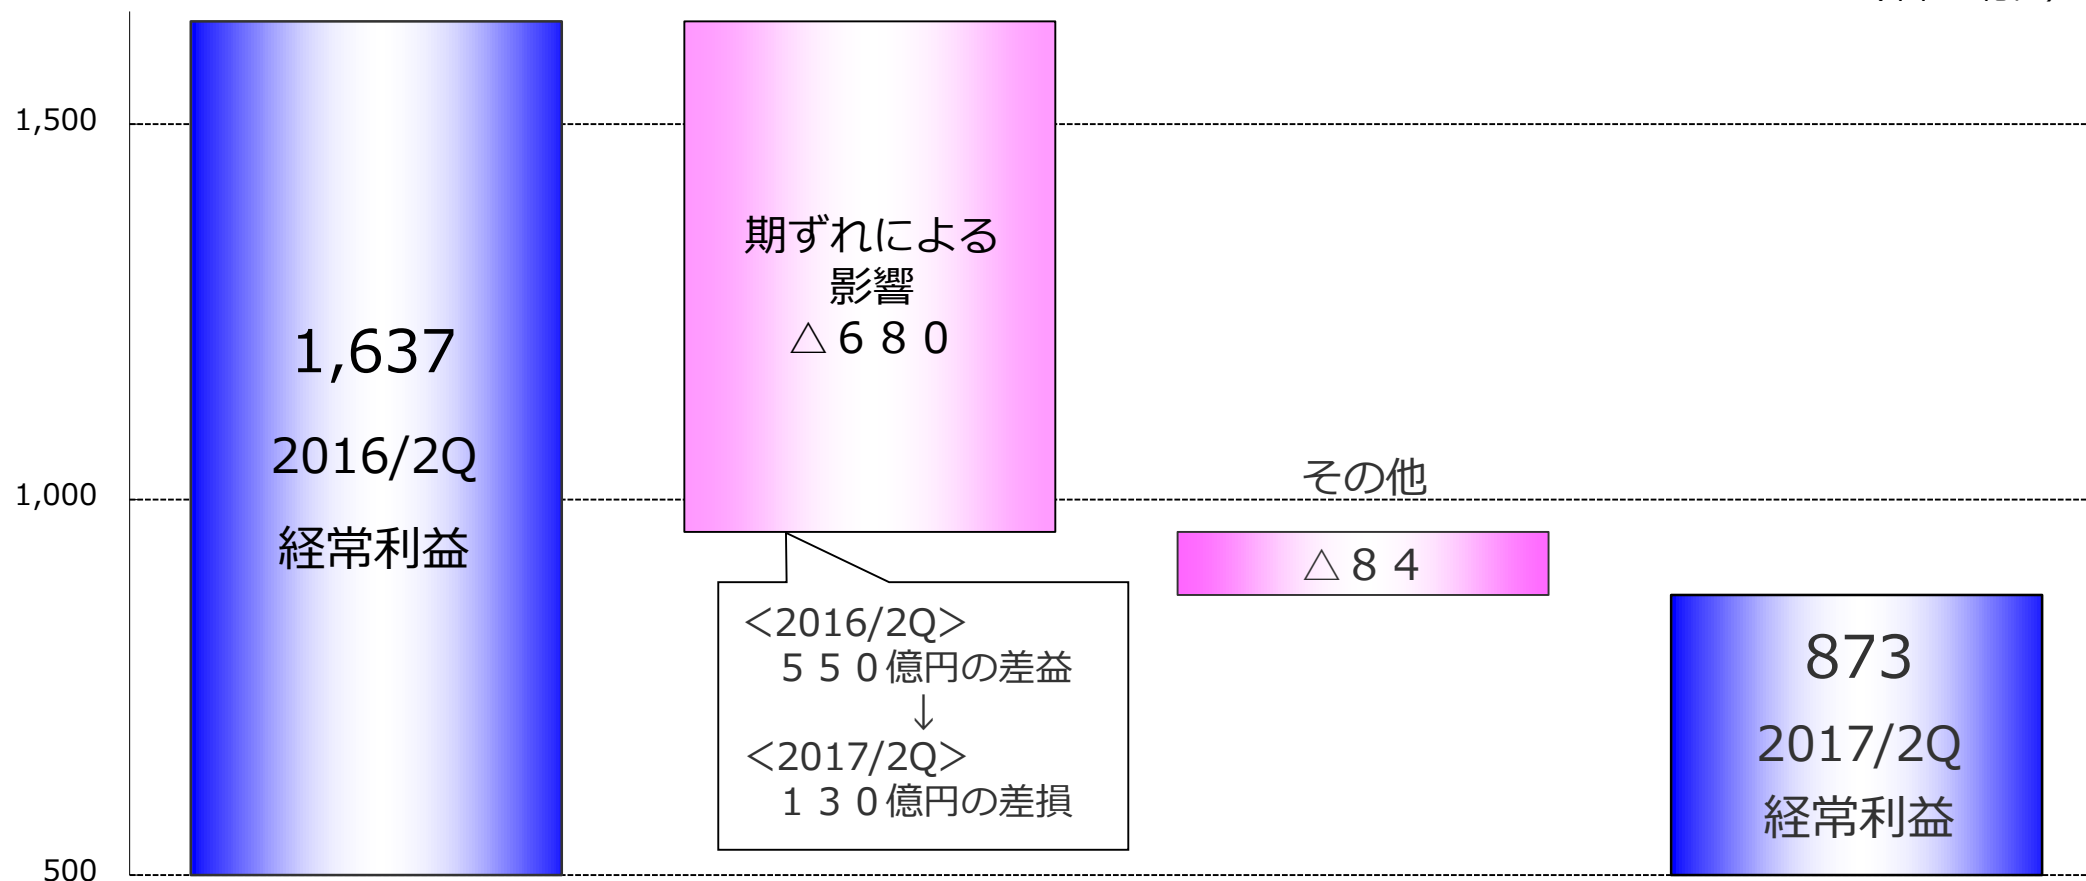 1,500
1,000
500
1,637
2016/2Q
経常利益
期ずれによる
影響
△６８０
＜2016/2Q＞
５５０億円の差益
↓
＜2017/2Q＞
１３０億円の差損
その他
△８４
873
2017/2Q
経常利益